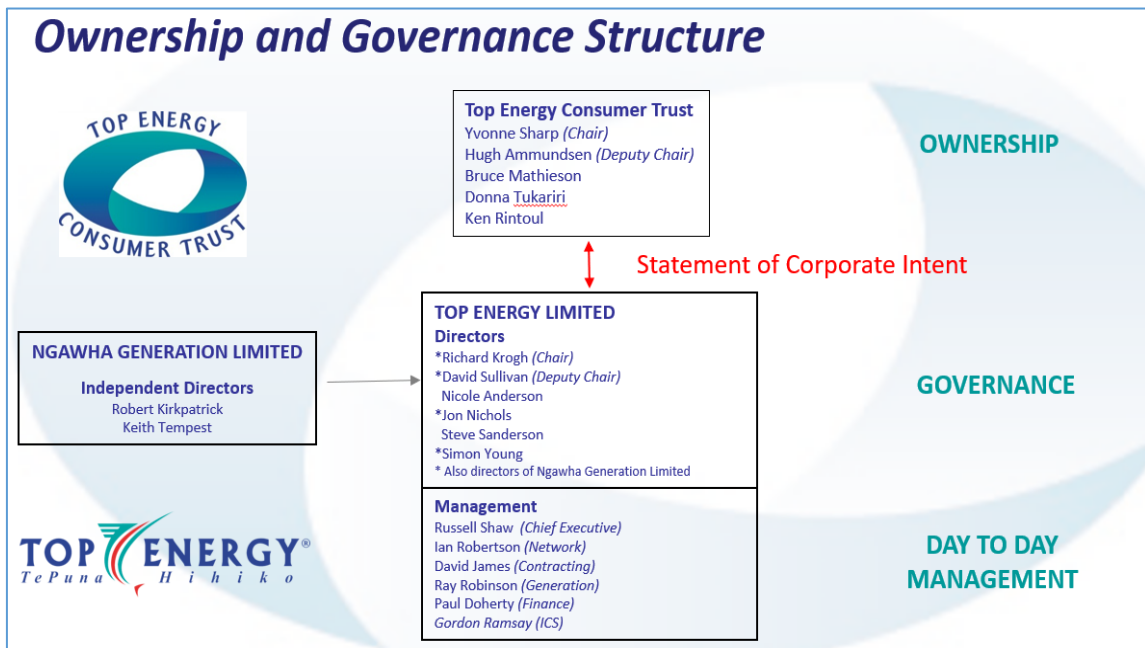 Ownership and Governance Structure
TOP ENERGY
CONSUMER TRUST
Top Energy Consumer Trust
Yvonne Sharp (Chair)
Hugh Ammundsen (Deputy Chair)
Bruce Mathieson
Donna Tukariri
Ken Rintoul
OWNERSHIP
Statement of Corporate Intent
NGAWHA GENERATION LIMITED
Independent Directors
Robert Kirkpatrick
Keith Tempest
TOP ENERGY LIMITED
Directors
*Richard Krogh (Chair)
*David Sullivan (Deputy Chair)
Nicole Anderson
*Jon Nichols
Steve Sanderson
*Simon Young
* Also directors of Ngawha Generation Limited
GOVERNANCE
TOP ENERGY®
TePuna Hihiko
Management
Russell Shaw (Chief Executive)
Ian Robertson (Network)
David James (Contracting)
Ray Robinson (Generation)
Paul Doherty (Finance)
Gordon Ramsay (ICS)
DAY TO DAY
MANAGEMENT